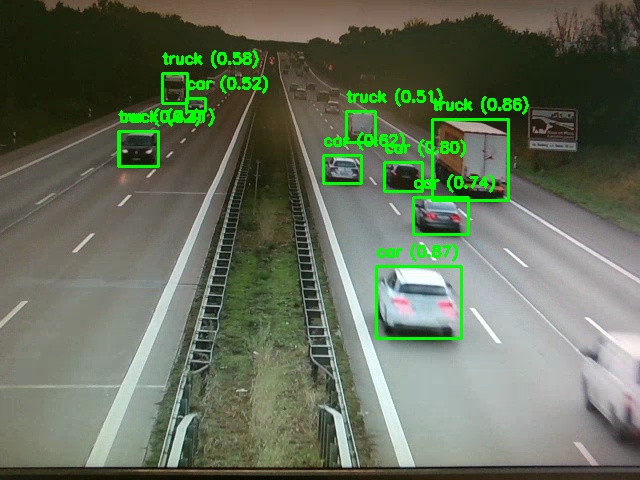 truck (0.58)
car (0.52)
truck (0.51)
truck (0.86)
car (0.62)
car (0.80)
car (0.74)
car (0.87)